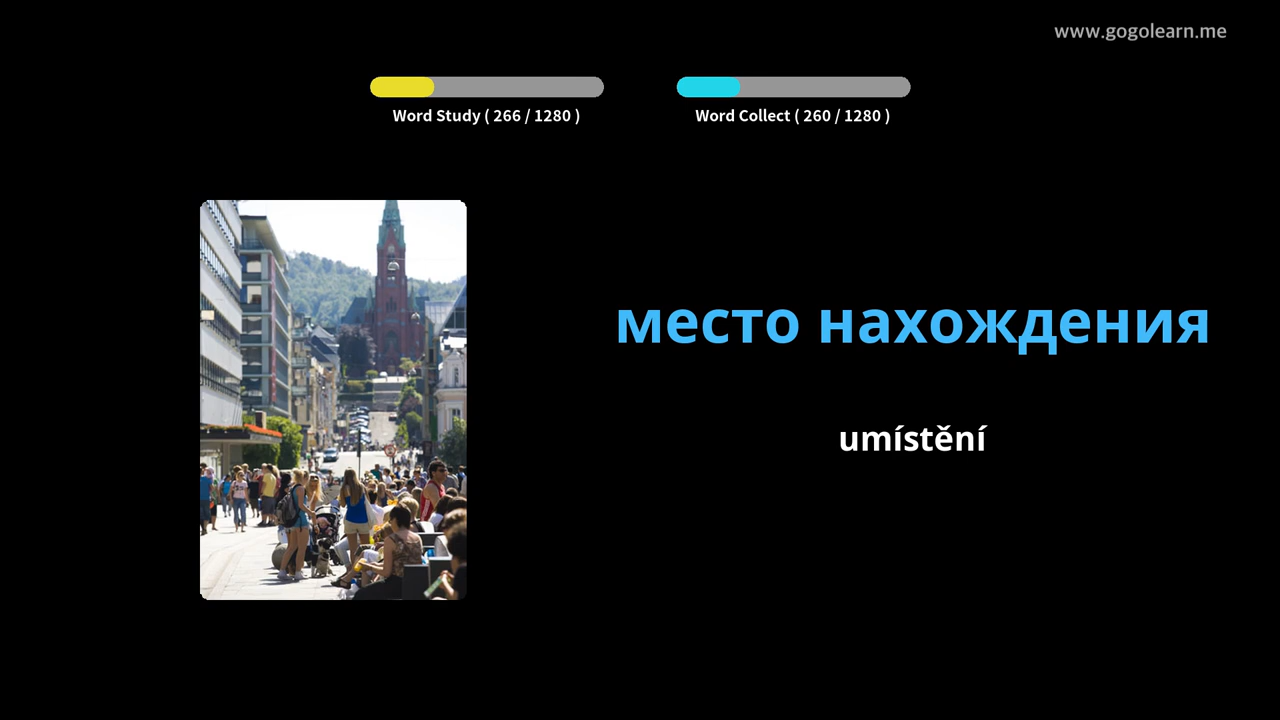 www.gogolearn.me
Word Study ( 266 / 1280 )
Word Collect ( 260 / 1280 )
место нахождения
umístění